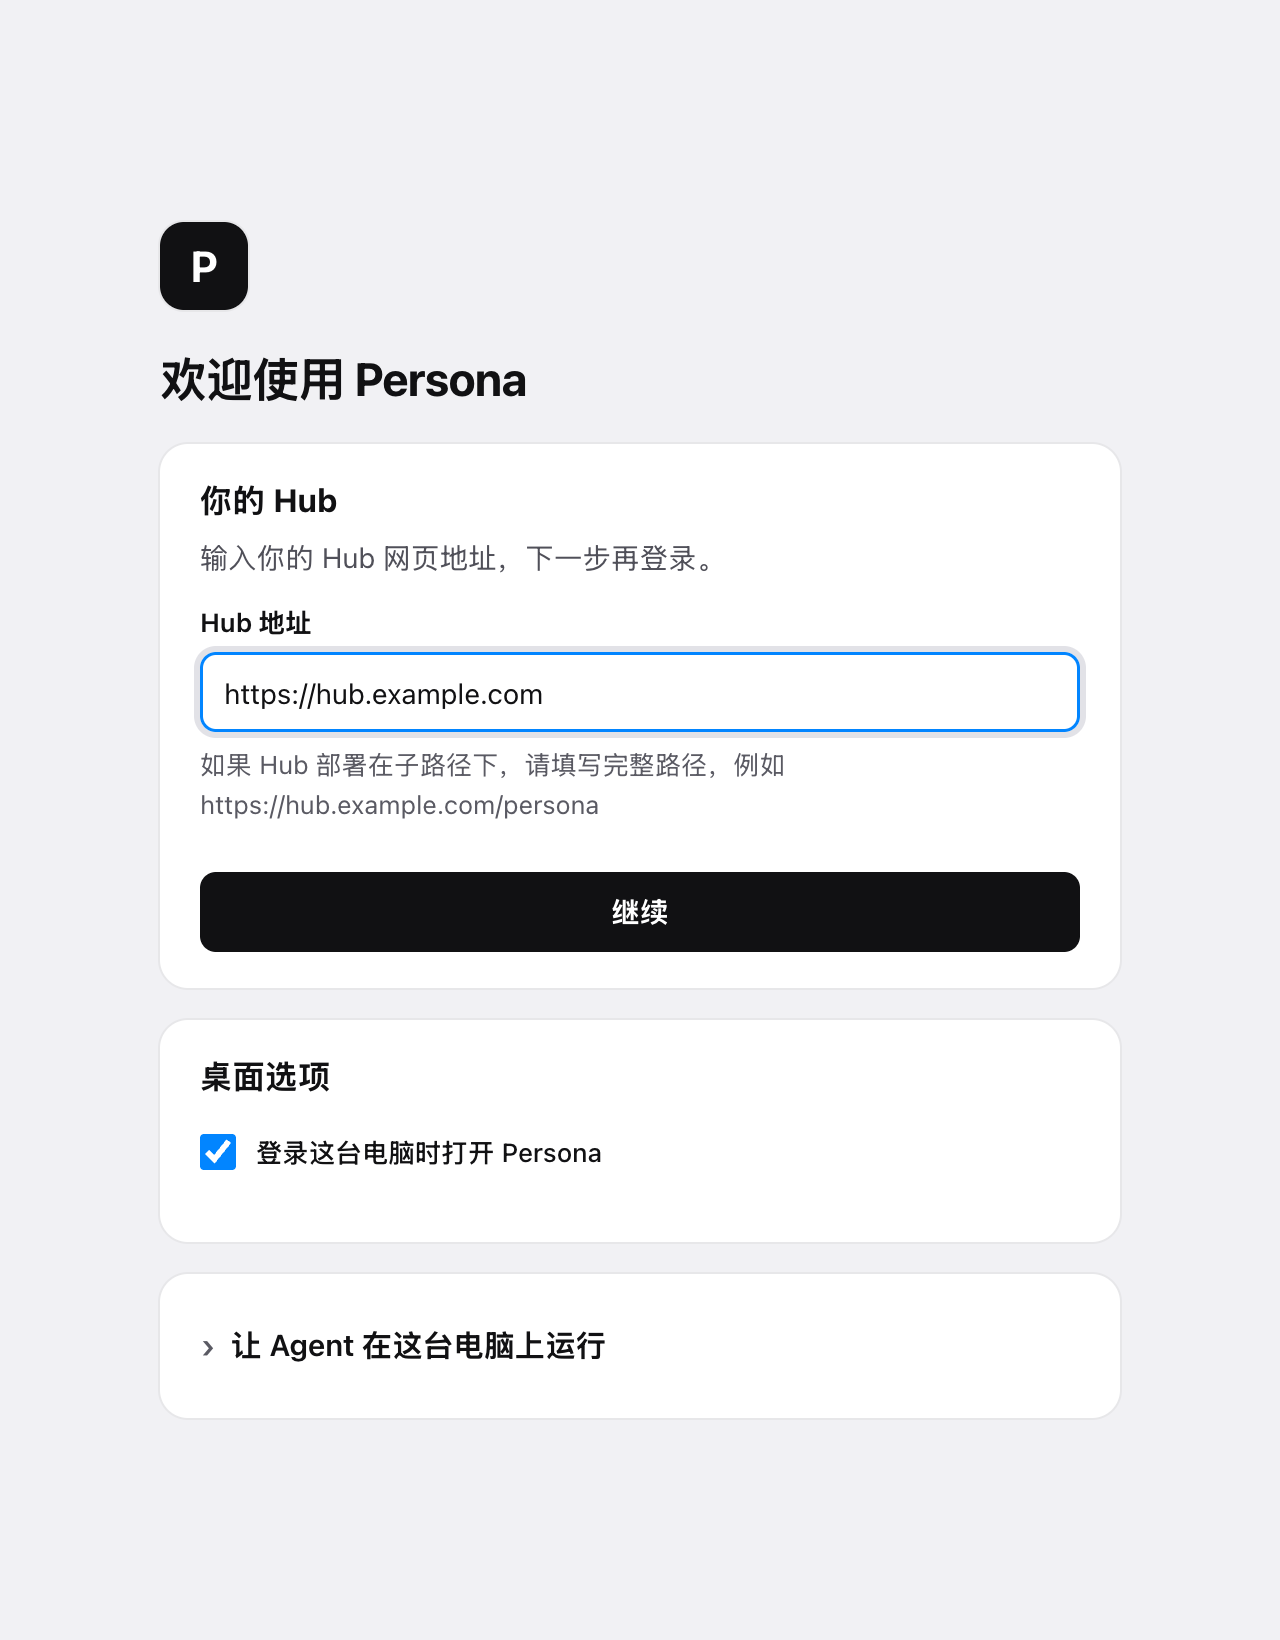 P
欢迎使用 Persona
你的 Hub
输入你的 Hub 网页地址，下一步再登录。
Hub 地址
https://hub.example.com
如果 Hub 部署在子路径下，请填写完整路径，例如
https://hub.example.com/persona
继续
桌面选项
登录这台电脑时打开 Persona
› 让 Agent 在这台电脑上运行